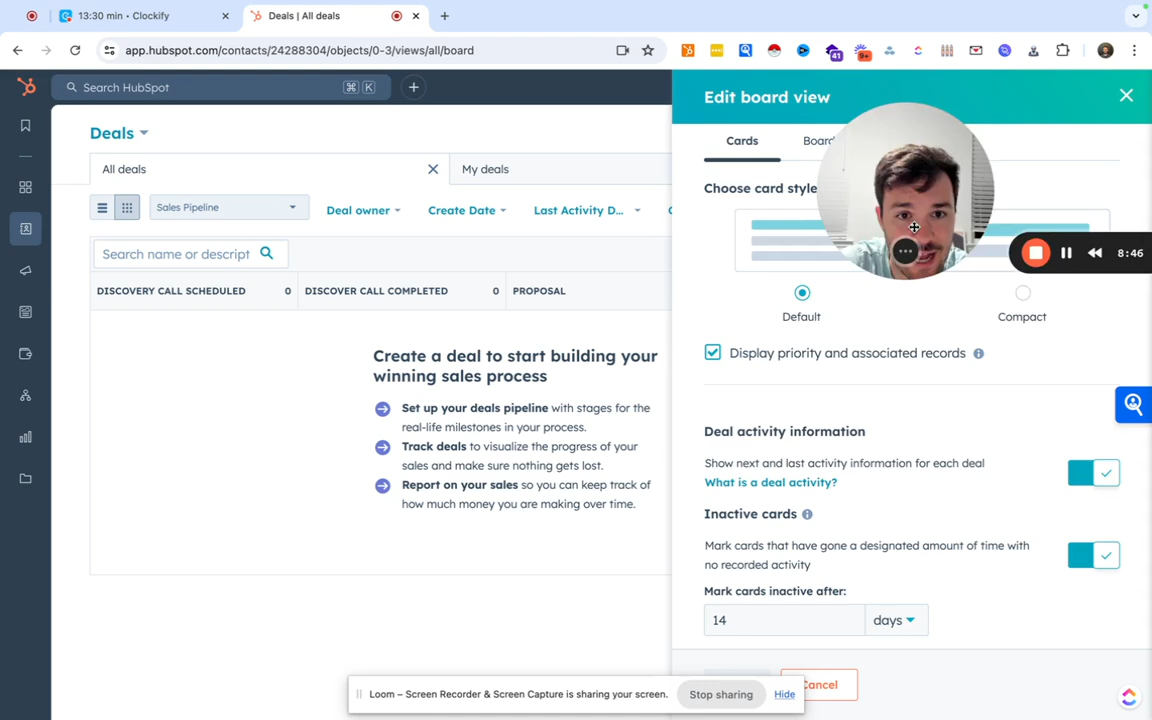 13:30 min • Clockify
Deals | All deals
app.hubspot.com/contacts/24288304/objects/0-3/views/all/board
41
9+
Search HubSpot
⌘ K
Deals
All deals
My deals
Sales Pipeline
Deal owner
Create Date
Last Activity D...
Search name or descript
DISCOVERY CALL SCHEDULED 0
DISCOVER CALL COMPLETED 0
PROPOSAL
Create a deal to start building your
winning sales process
Set up your deals pipeline with stages for the
real-life milestones in your process.
Track deals to visualize the progress of your
sales and make sure nothing gets lost.
Report on your sales so you can keep track of
how much money you are making over time.
Edit board view
Cards
Board
Choose card style
8:46
Default
Compact
Display priority and associated records
Deal activity information
Show next and last activity information for each deal
What is a deal activity?
Inactive cards
Mark cards that have gone a designated amount of time with
no recorded activity
Mark cards inactive after:
14
days
Cancel
Loom – Screen Recorder & Screen Capture is sharing your screen.
Stop sharing
Hide